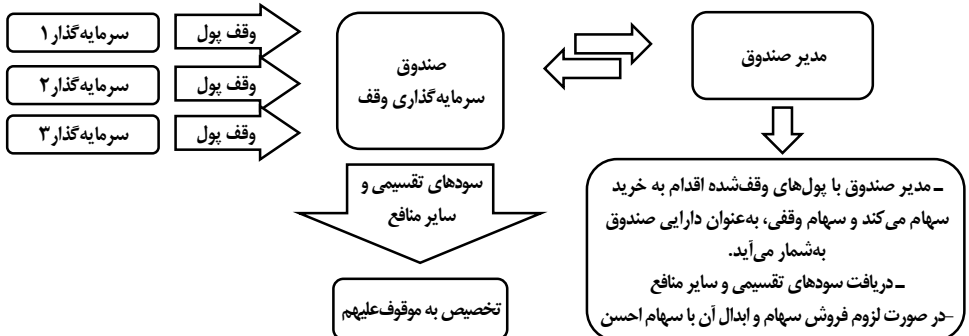 سرمایه‌گذار ۱
وقف پول
سرمایه‌گذار ۲
وقف پول
سرمایه‌گذار ۳
وقف پول
صندوق
سرمایه‌گذاری وقف
مدیر صندوق
سودهای تقسیمی و
سایر منافع
تخصیص به موقوف‌علیهم
ـ مدیر صندوق با پول‌های وقف‌شده اقدام به خرید
سهام می‌کند و سهام وقفی، به‌عنوان دارایی صندوق
به‌شمار می‌آید.
ـ دریافت سودهای تقسیمی و سایر منافع
–در صورت لزوم فروش سهام و ابدال آن با سهام احسن